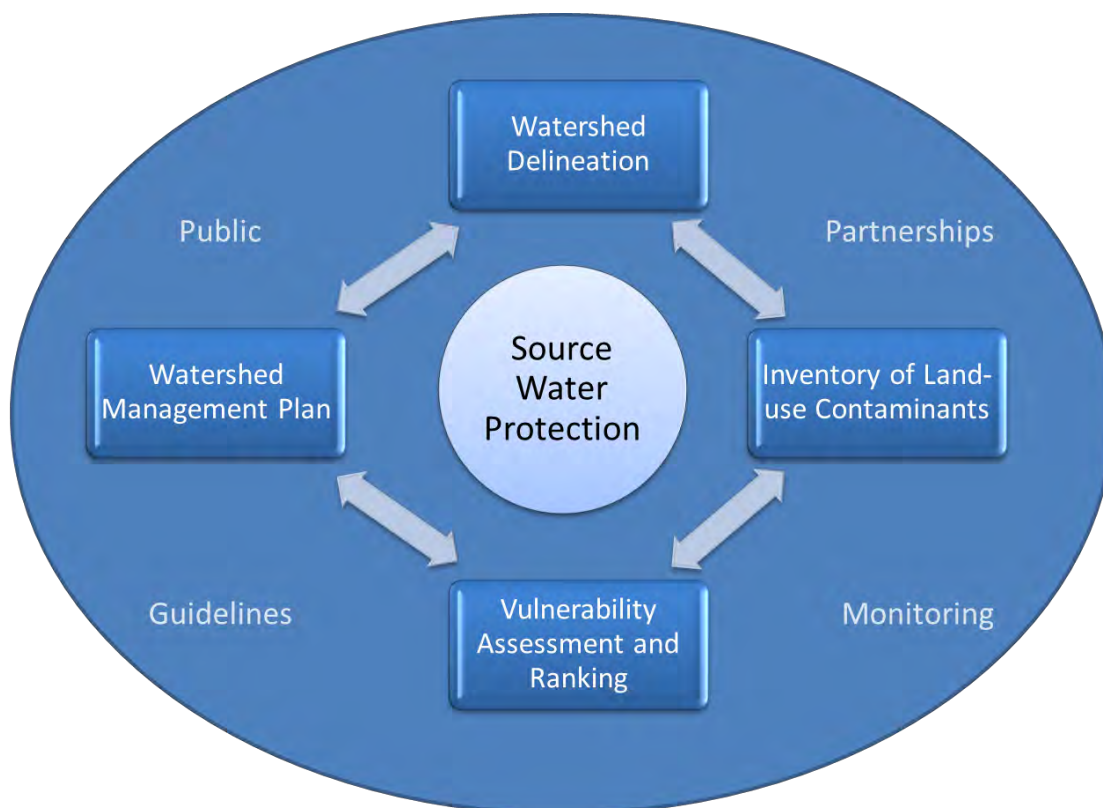 Watershed
Delineation
Public
Partnerships
Source
Water
Protection
Watershed
Management Plan
Inventory of Land-
use Contaminants
Guidelines
Vulnerability
Assessment and
Ranking
Monitoring